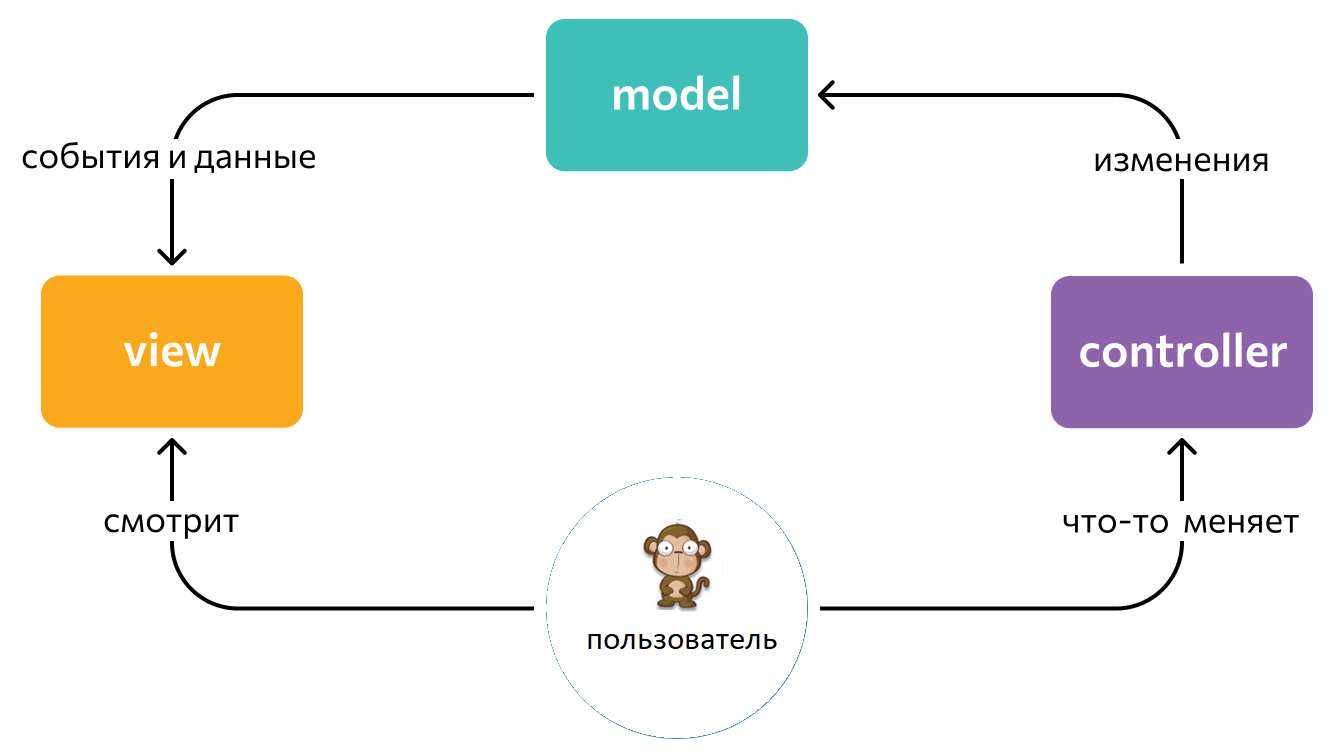 model
события и данные
изменения
view
controller
смотрит
что-то меняет
пользователь